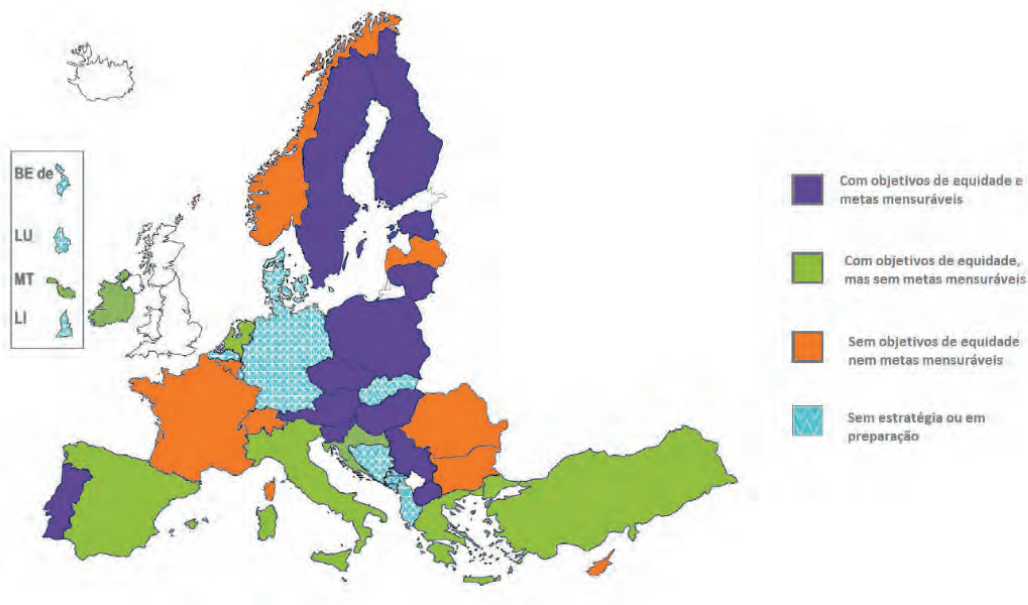 BE de
LU
MT
LI
Com objetivos de equidade e
metas mensuráveis
Com objetivos de equidade,
mas sem metas mensuráveis
Sem objetivos de equidade
nem metas mensuráveis
Sem estratégia ou em
preparação